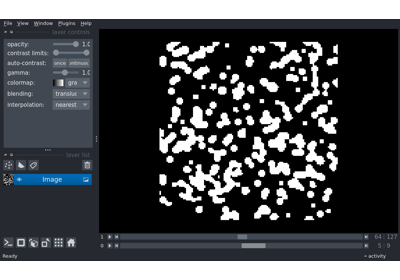 File View Window Plugins Help
layer controls
opacity: 1.0
contrast limits:
auto-contrast: once continuous
gamma: 1.0
colormap: gra
blending: transluc
interpolation: nearest
layer list
Image
1 64 127
0 5 9
Ready activity